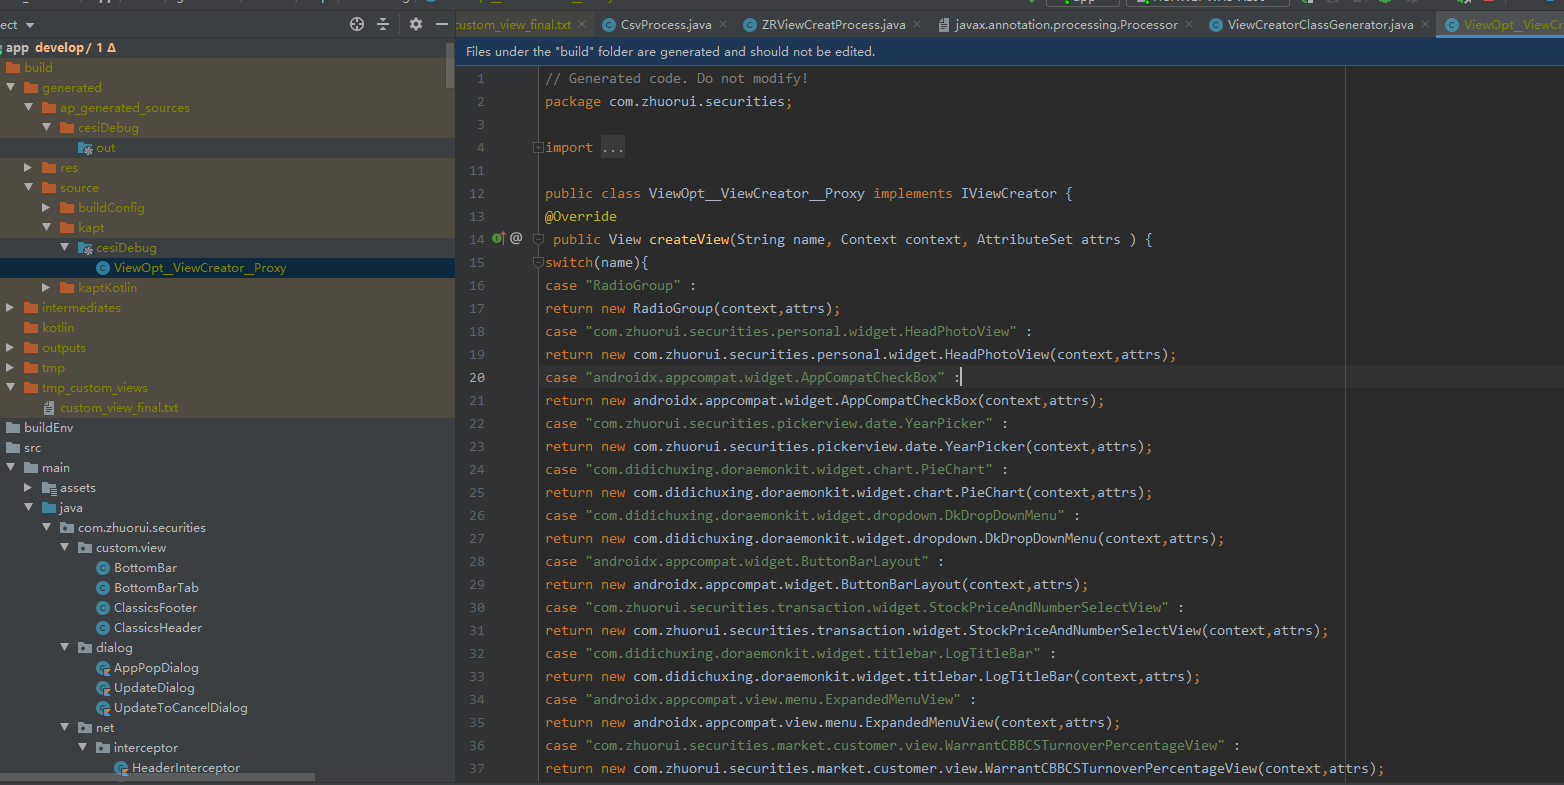 ect
custom_view_final.txt
CsvProcess.java
ZRViewCreatProcess.java
javax.annotation.processing.Processor
ViewCreatorClassGenerator.java
ViewOpt__ViewCr
app develop/ 1 Δ
build
generated
ap_generated_sources
cesiDebug
out
res
source
buildConfig
kapt
cesiDebug
ViewOpt__ViewCreator__Proxy
kaptKotlin
intermediates
kotlin
outputs
tmp
tmp_custom_views
custom_view_final.txt
buildEnv
src
main
assets
java
com.zhuorui.securities
custom.view
BottomBar
BottomBarTab
ClassicsFooter
ClassicsHeader
dialog
AppPopDialog
UpdateDialog
UpdateToCancelDialog
net
interceptor
HeaderInterceptor
Files under the "build" folder are generated and should not be edited.
1 // Generated code. Do not modify!
2 package com.zhuorui.securities;
3
4 import ...
11
12 public class ViewOpt__ViewCreator__Proxy implements IViewCreator {
13 @Override
14 @ public View createView(String name, Context context, AttributeSet attrs ) {
15 switch(name){
16 case "RadioGroup" :
17 return new RadioGroup(context,attrs);
18 case "com.zhuorui.securities.personal.widget.HeadPhotoView" :
19 return new com.zhuorui.securities.personal.widget.HeadPhotoView(context,attrs);
20 case "androidx.appcompat.widget.AppCompatCheckBox" :
21 return new androidx.appcompat.widget.AppCompatCheckBox(context,attrs);
22 case "com.zhuorui.securities.pickerview.date.YearPicker" :
23 return new com.zhuorui.securities.pickerview.date.YearPicker(context,attrs);
24 case "com.didichuxing.doraemonkit.widget.chart.PieChart" :
25 return new com.didichuxing.doraemonkit.widget.chart.PieChart(context,attrs);
26 case "com.didichuxing.doraemonkit.widget.dropdown.DkDropDownMenu" :
27 return new com.didichuxing.doraemonkit.widget.dropdown.DkDropDownMenu(context,attrs);
28 case "androidx.appcompat.widget.ButtonBarLayout" :
29 return new androidx.appcompat.widget.ButtonBarLayout(context,attrs);
30 case "com.zhuorui.securities.transaction.widget.StockPriceAndNumberSelectView" :
31 return new com.zhuorui.securities.transaction.widget.StockPriceAndNumberSelectView(context,attrs);
32 case "com.didichuxing.doraemonkit.widget.titlebar.LogTitleBar" :
33 return new com.didichuxing.doraemonkit.widget.titlebar.LogTitleBar(context,attrs);
34 case "androidx.appcompat.view.menu.ExpandedMenuView" :
35 return new androidx.appcompat.view.menu.ExpandedMenuView(context,attrs);
36 case "com.zhuorui.securities.market.customer.view.WarrantCBBCSTurnoverPercentageView" :
37 return new com.zhuorui.securities.market.customer.view.WarrantCBBCSTurnoverPercentageView(context,attrs);